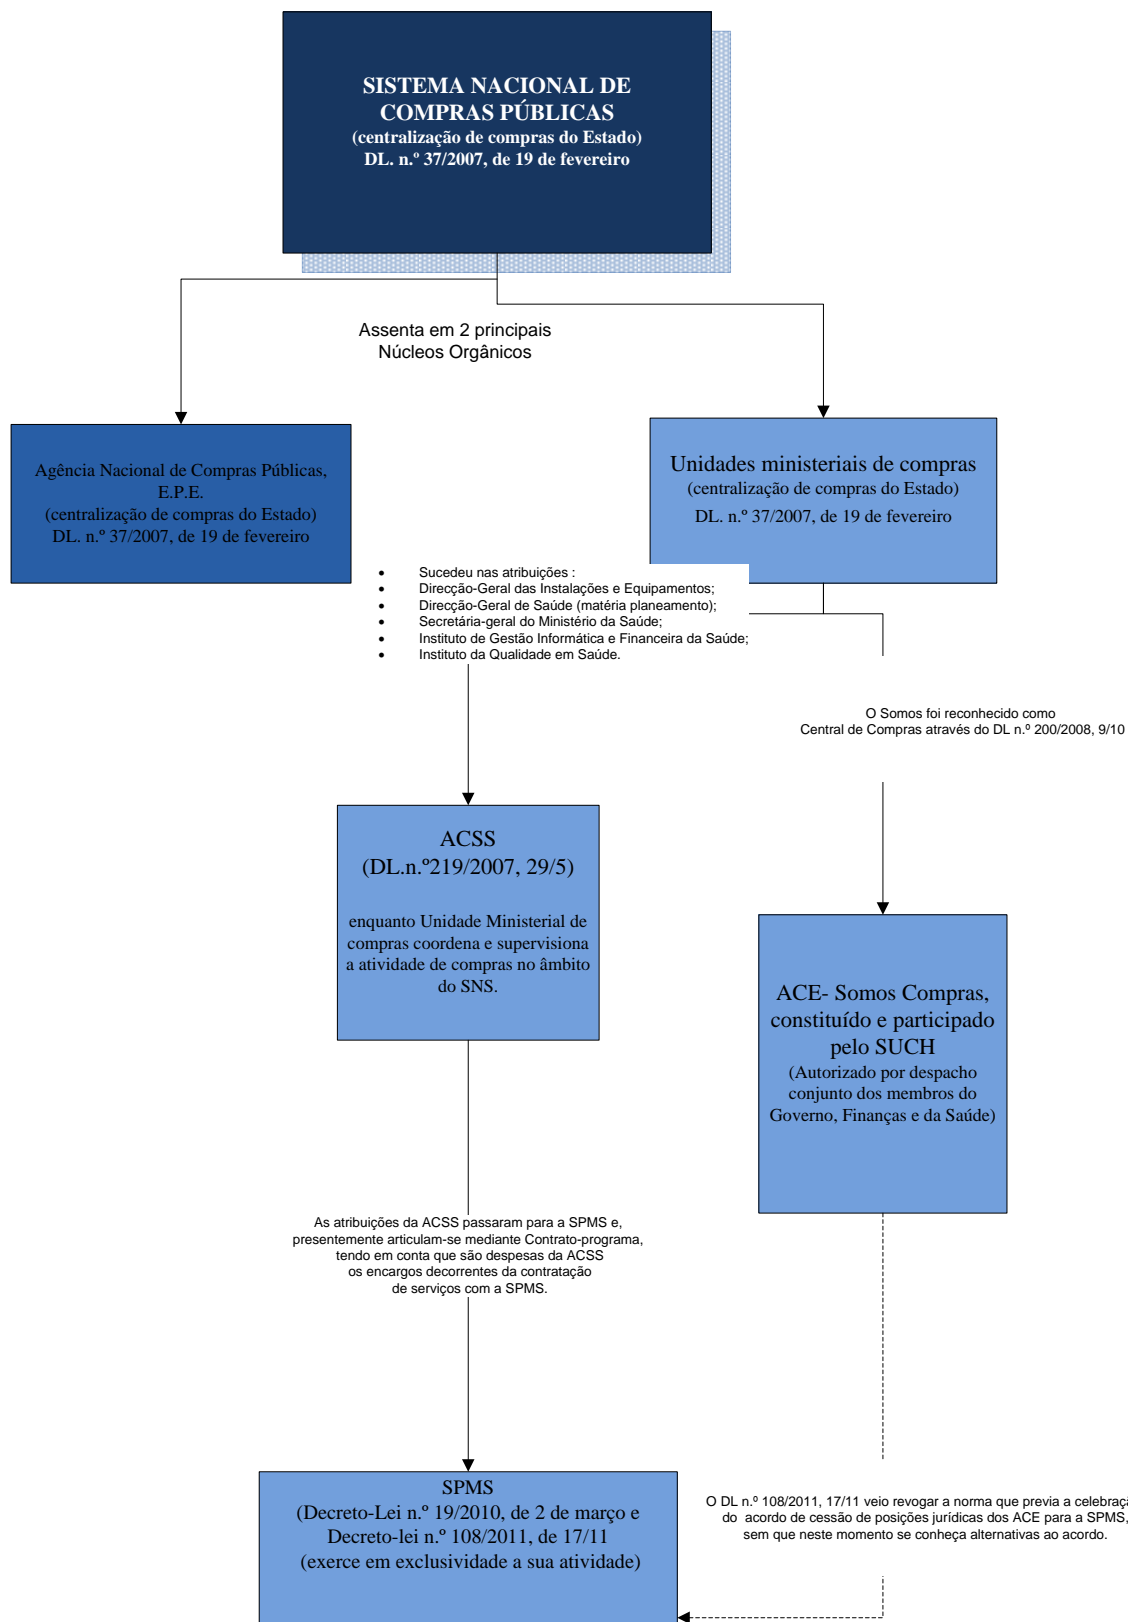 SISTEMA NACIONAL DE
COMPRAS PÚBLICAS
(centralização de compras do Estado)
DL. n.º 37/2007, de 19 de fevereiro
Assenta em 2 principais
Núcleos Orgânicos
Agência Nacional de Compras Públicas,
E.P.E.
(centralização de compras do Estado)
DL. n.º 37/2007, de 19 de fevereiro
Unidades ministeriais de compras
(centralização de compras do Estado)
DL. n.º 37/2007, de 19 de fevereiro
• Sucedeu nas atribuições :
• Direcção-Geral das Instalações e Equipamentos;
• Direcção-Geral de Saúde (matéria planeamento);
• Secretária-geral do Ministério da Saúde;
• Instituto de Gestão Informática e Financeira da Saúde;
• Instituto da Qualidade em Saúde.
O Somos foi reconhecido como
Central de Compras através do DL n.º 200/2008, 9/10
ACSS
(DL.n.º219/2007, 29/5)
enquanto Unidade Ministerial de
compras coordena e supervisiona
a atividade de compras no âmbito
do SNS.
ACE- Somos Compras,
constituído e participado
pelo SUCH
(Autorizado por despacho
conjunto dos membros do
Governo, Finanças e da Saúde)
As atribuições da ACSS passaram para a SPMS e,
presentemente articulam-se mediante Contrato-programa,
tendo em conta que são despesas da ACSS
os encargos decorrentes da contratação
de serviços com a SPMS.
SPMS
(Decreto-Lei n.º 19/2010, de 2 de março e
Decreto-lei n.º 108/2011, de 17/11
(exerce em exclusividade a sua atividade)
O DL n.º 108/2011, 17/11 veio revogar a norma que previa a celebraçã
do acordo de cessão de posições jurídicas dos ACE para a SPMS,
sem que neste momento se conheça alternativas ao acordo.